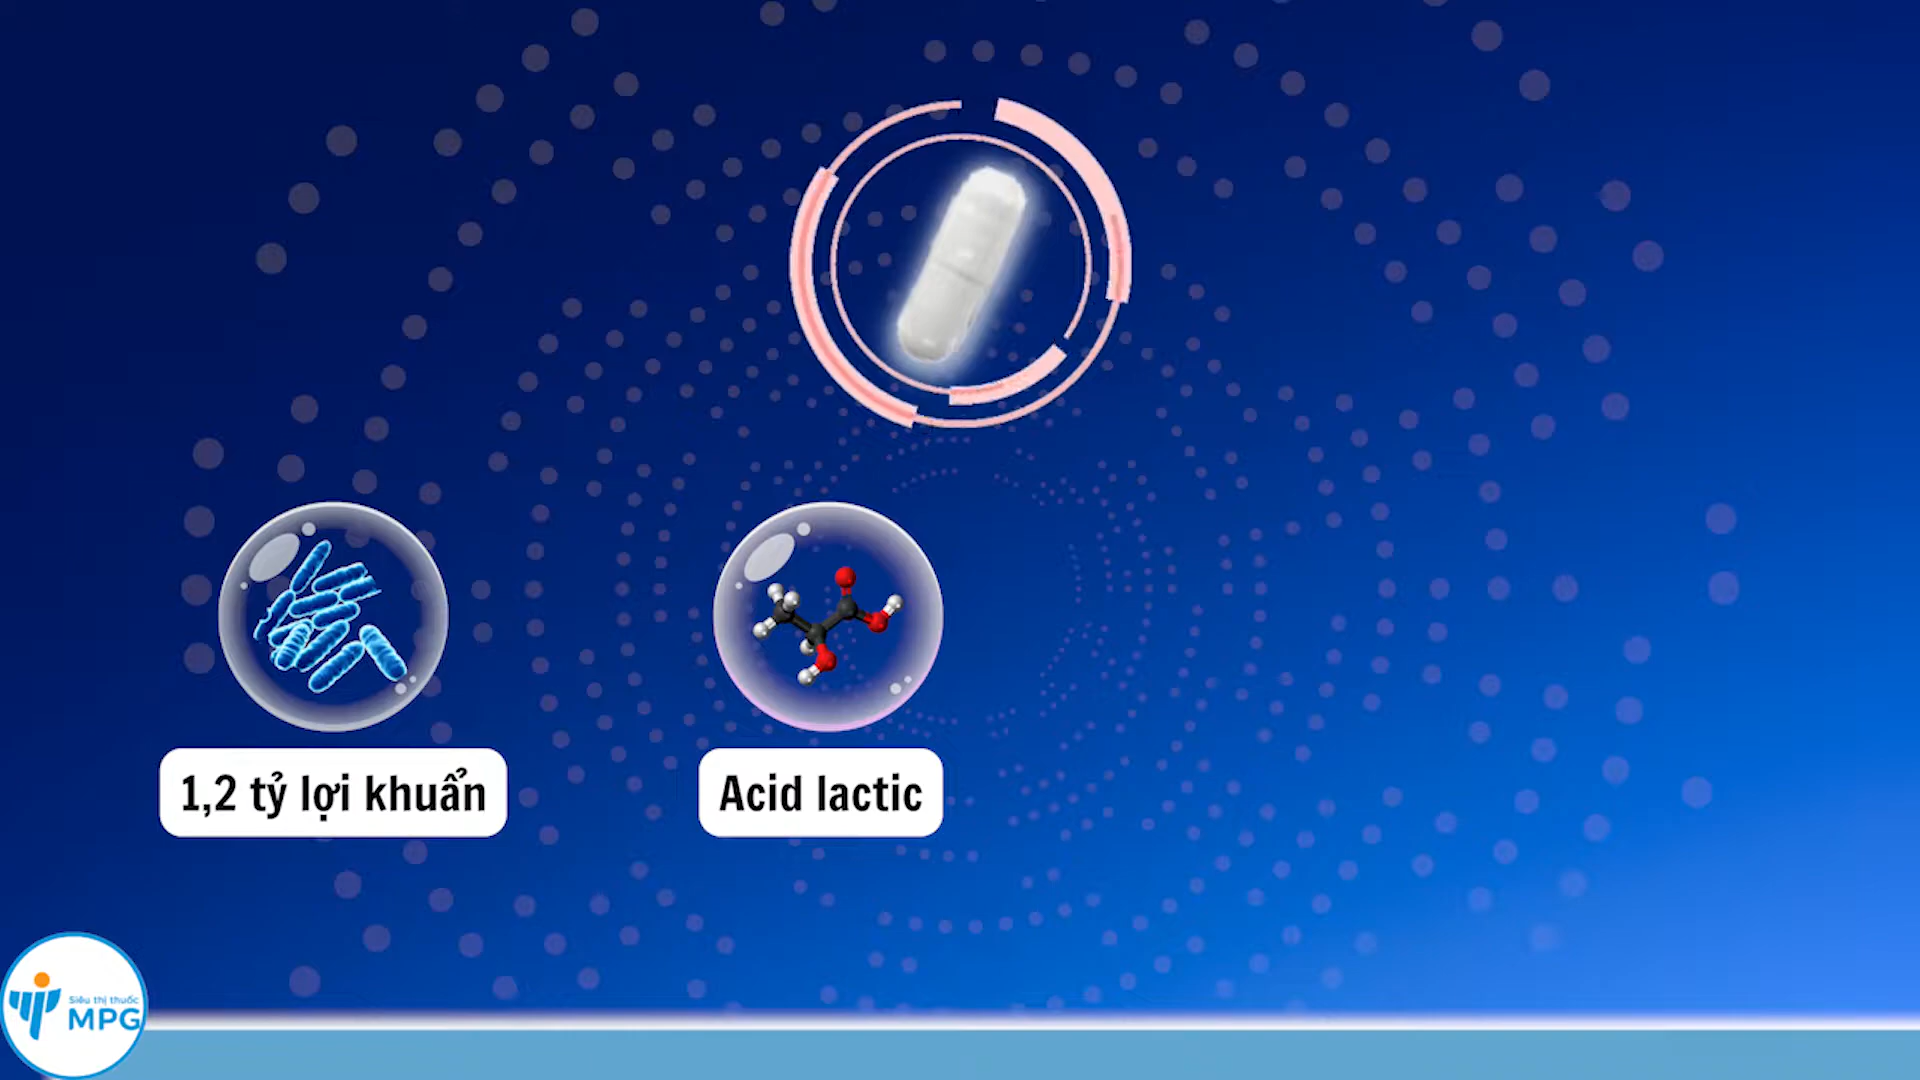 1,2 tỷ lợi khuẩn
Acid lactic
Siêu thị thuốc
MPG